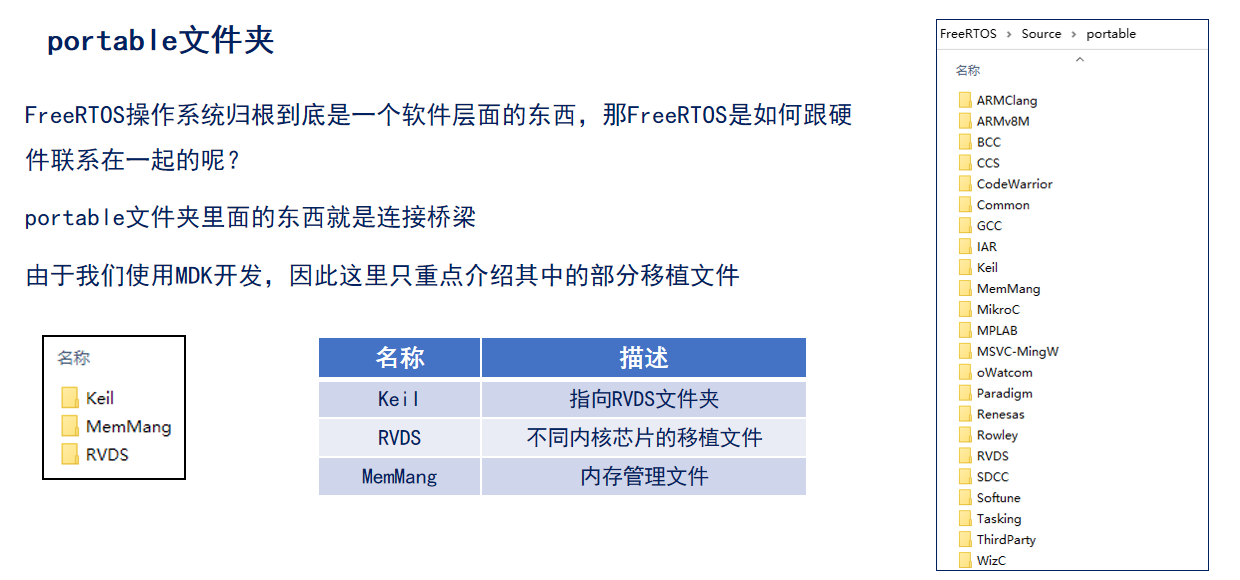 portable文件夹
FreeRTOS操作系统归根到底是一个软件层面的东西，那FreeRTOS是如何跟硬
件联系在一起的呢？
portable文件夹里面的东西就是连接桥梁
由于我们使用MDK开发，因此这里只重点介绍其中的部分移植文件
名称
Keil
MemMang
RVDS
名称 描述
Keil 指向RVDS文件夹
RVDS 不同内核芯片的移植文件
MemMang 内存管理文件
FreeRTOS > Source > portable
名称
ARMClang
ARMv8M
BCC
CCS
CodeWarrior
Common
GCC
IAR
Keil
MemMang
MikroC
MPLAB
MSVC-MingW
oWatcom
Paradigm
Renesas
Rowley
RVDS
SDCC
Softune
Tasking
ThirdParty
WizC